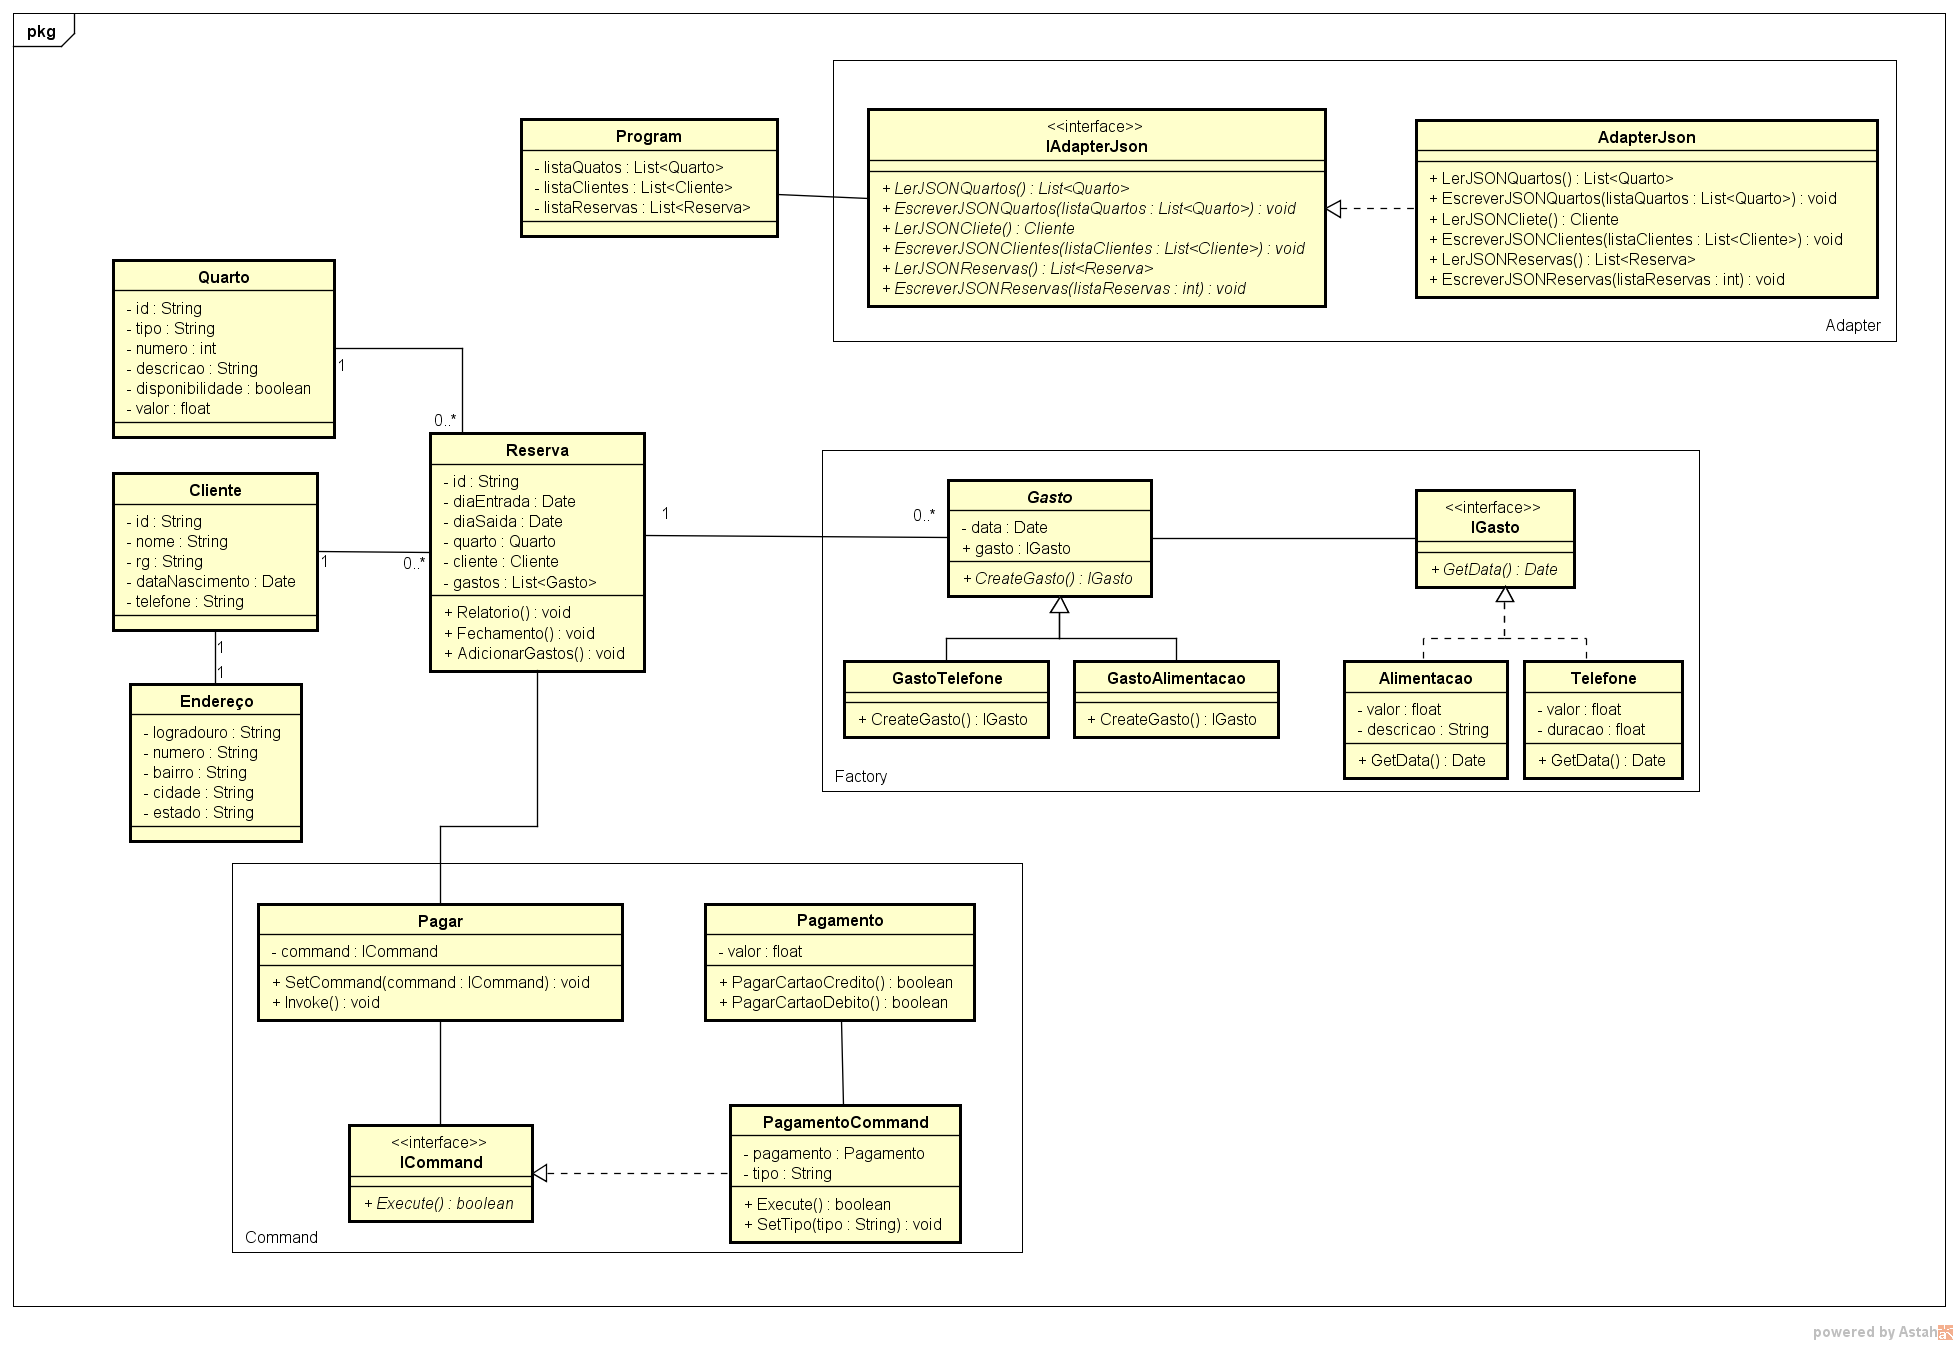 pkg
Program
- listaQuatos : List<Quarto>
- listaClientes : List<Cliente>
- listaReservas : List<Reserva>
<<interface>>
IAdapterJson
+ LerJSONQuartos() : List<Quarto>
+ EscreverJSONQuartos(listaQuartos : List<Quarto>) : void
+ LerJSONCliete() : Cliente
+ EscreverJSONClientes(listaClientes : List<Cliente>) : void
+ LerJSONReservas() : List<Reserva>
+ EscreverJSONReservas(listaReservas : int) : void
AdapterJson
+ LerJSONQuartos() : List<Quarto>
+ EscreverJSONQuartos(listaQuartos : List<Quarto>) : void
+ LerJSONCliete() : Cliente
+ EscreverJSONClientes(listaClientes : List<Cliente>) : void
+ LerJSONReservas() : List<Reserva>
+ EscreverJSONReservas(listaReservas : int) : void
Adapter
Quarto
- id : String
- tipo : String
- numero : int
- descricao : String
- disponibilidade : boolean
- valor : float
1
0..*
Cliente
- id : String
- nome : String
- rg : String
- dataNascimento : Date
- telefone : String
1
0..*
1
1
Endereço
- logradouro : String
- numero : String
- bairro : String
- cidade : String
- estado : String
Reserva
- id : String
- diaEntrada : Date
- diaSaida : Date
- quarto : Quarto
- cliente : Cliente
- gastos : List<Gasto>
+ Relatorio() : void
+ Fechamento() : void
+ AdicionarGastos() : void
1
0..*
Gasto
- data : Date
+ gasto : IGasto
+ CreateGasto() : IGasto
<<interface>>
IGasto
+ GetData() : Date
GastoTelefone
+ CreateGasto() : IGasto
GastoAlimentacao
+ CreateGasto() : IGasto
Alimentacao
- valor : float
- descricao : String
+ GetData() : Date
Telefone
- valor : float
- duracao : float
+ GetData() : Date
Factory
Pagar
- command : ICommand
+ SetCommand(command : ICommand) : void
+ Invoke() : void
Pagamento
- valor : float
+ PagarCartaoCredito() : boolean
+ PagarCartaoDebito() : boolean
<<interface>>
ICommand
+ Execute() : boolean
PagamentoCommand
- pagamento : Pagamento
- tipo : String
+ Execute() : boolean
+ SetTipo(tipo : String) : void
Command
powered by Astah